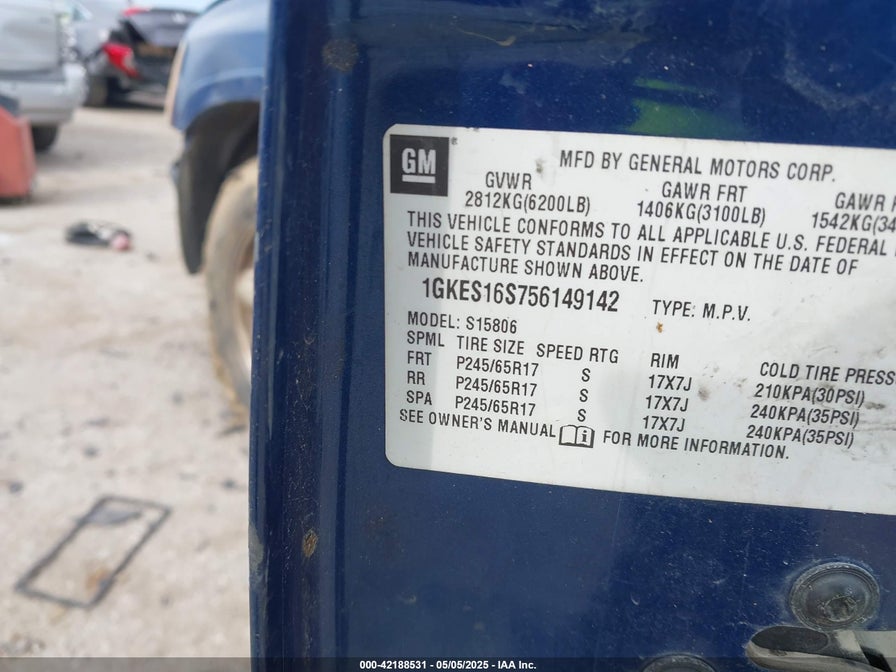 GM
MFD BY GENERAL MOTORS CORP.
GVWR GAWR FRT GAWR
2812KG(6200LB) 1406KG(3100LB) 1542KG(34
THIS VEHICLE CONFORMS TO ALL APPLICABLE U.S. FEDERAL
VEHICLE SAFETY STANDARDS IN EFFECT ON THE DATE OF
MANUFACTURE SHOWN ABOVE.
1GKES16S756149142 TYPE: M.P.V.
MODEL: S15806
SPML TIRE SIZE SPEED RTG RIM COLD TIRE PRESS
FRT P245/65R17 S 17X7J 210KPA(30PSI)
RR P245/65R17 S 17X7J 240KPA(35PSI)
SPA P245/65R17 S 17X7J 240KPA(35PSI)
SEE OWNER'S MANUAL i FOR MORE INFORMATION.
000-42188531 - 05/05/2025 - IAA Inc.